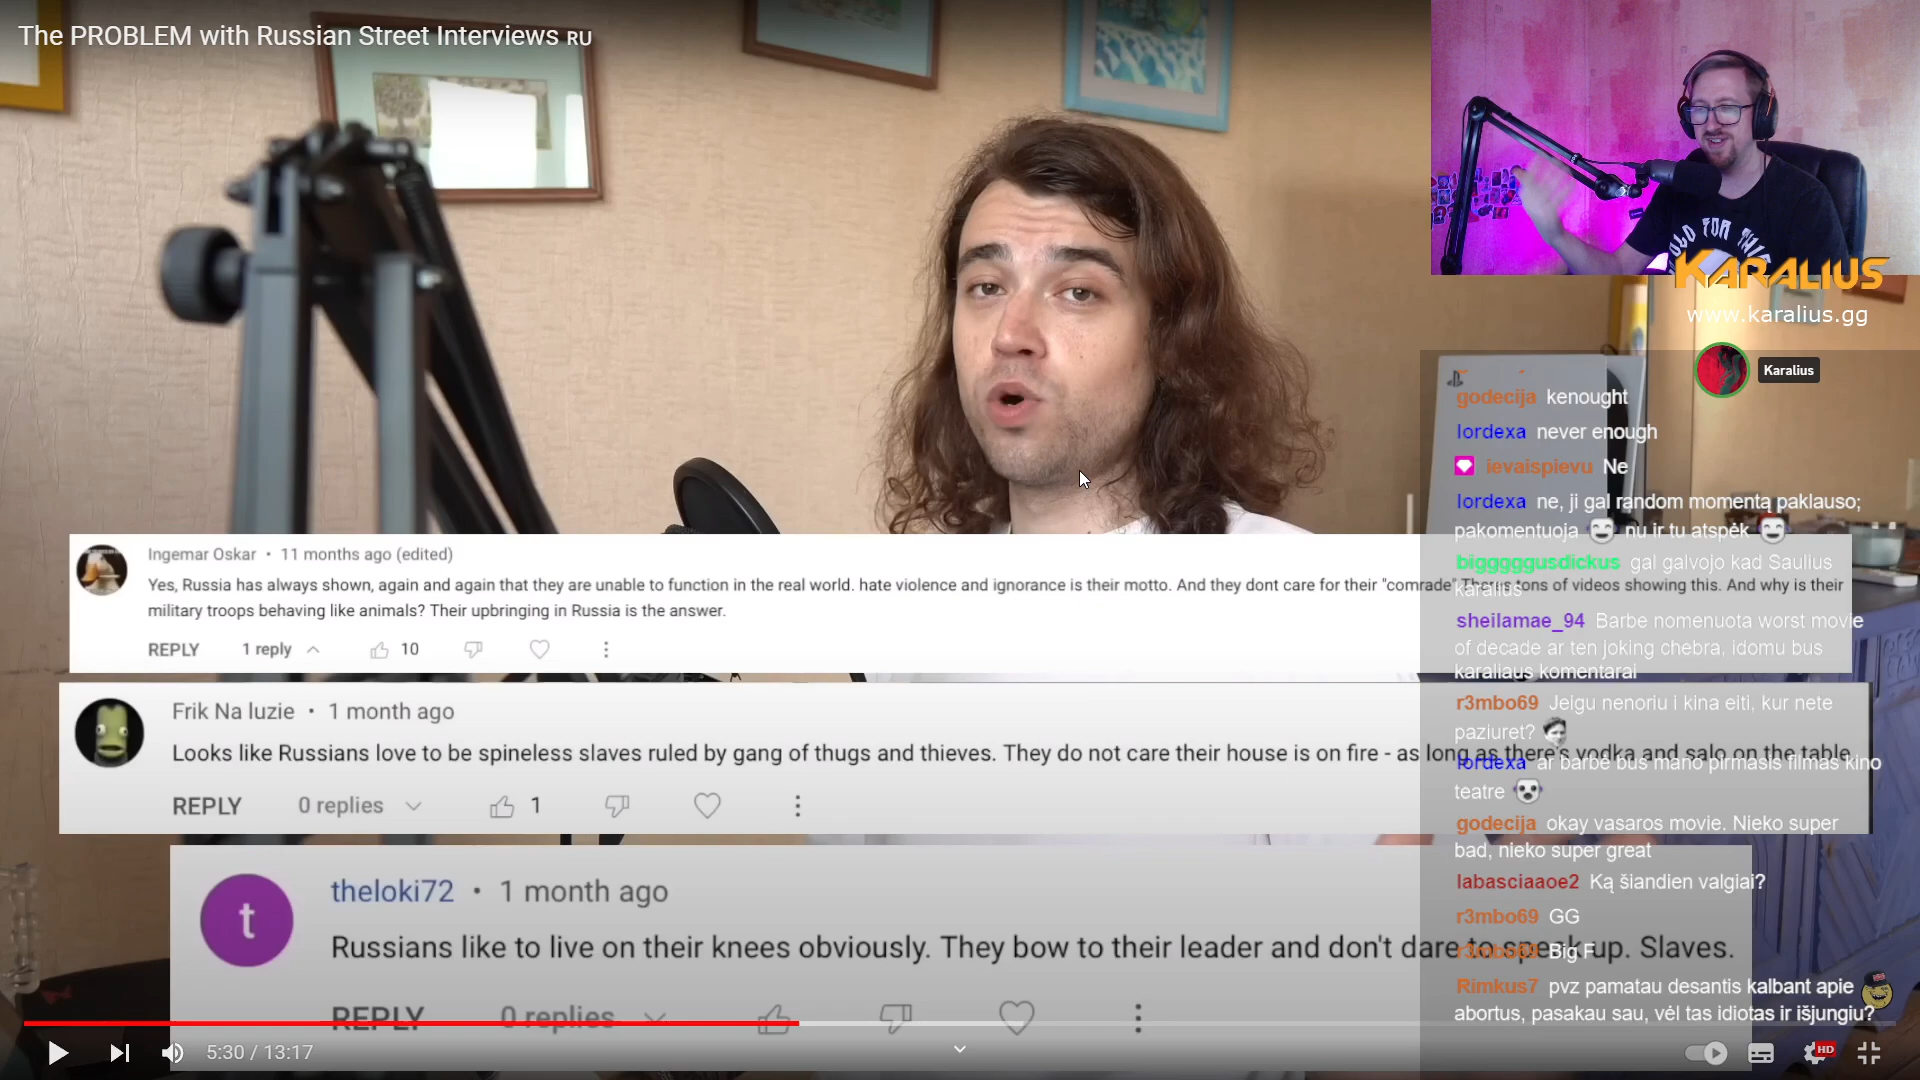 The PROBLEM with Russian Street Interviews RU
KARALIUS
www.karalius.gg
Karalius
godecija kenought
lordexa never enough
ievaispievu Ne
lordexa ne, ji gal random momentą paklauso;
pakomentuoja nu ir tu atspėk
bigggggusdickus gal galvojo kad Saulius
karalius
sheilamae_94 Barbe nomenuota worst movie
of decade ar ten joking chebra, idomu bus
karaliaus komentarai
r3mbo69 Jeigu nenoriu i kina eiti, kur nete
paziuret?
lordexa ar barbe bus mano pirmasis filmas kino
teatre
godecija okay vasaros movie. Nieko super
bad, nieko super great
labasciaaoe2 Ką šiandien valgiai?
r3mbo69 GG
r3mbo69 Big F
Rimkus7 pvz pamatau desantis kalbant apie
abortus, pasakau sau, vėl tas idiotas ir išjungiu?
Ingemar Oskar • 11 months ago (edited)
Yes, Russia has always shown, again and again that they are unable to function in the real world. hate violence and ignorance is their motto. And they dont care for their "comrade" tons of videos showing this. And why is their
military troops behaving like animals? Their upbringing in Russia is the answer.
REPLY 1 reply 10
Frik Na luzie • 1 month ago
Looks like Russians love to be spineless slaves ruled by gang of thugs and thieves. They do not care their house is on fire - as long as there's vodka and salo on the table
REPLY 0 replies 1
t
theloki72 • 1 month ago
Russians like to live on their knees obviously. They bow to their leader and don't dare to speak up. Slaves.
REPLY 0 replies
5:30 / 13:17
HD